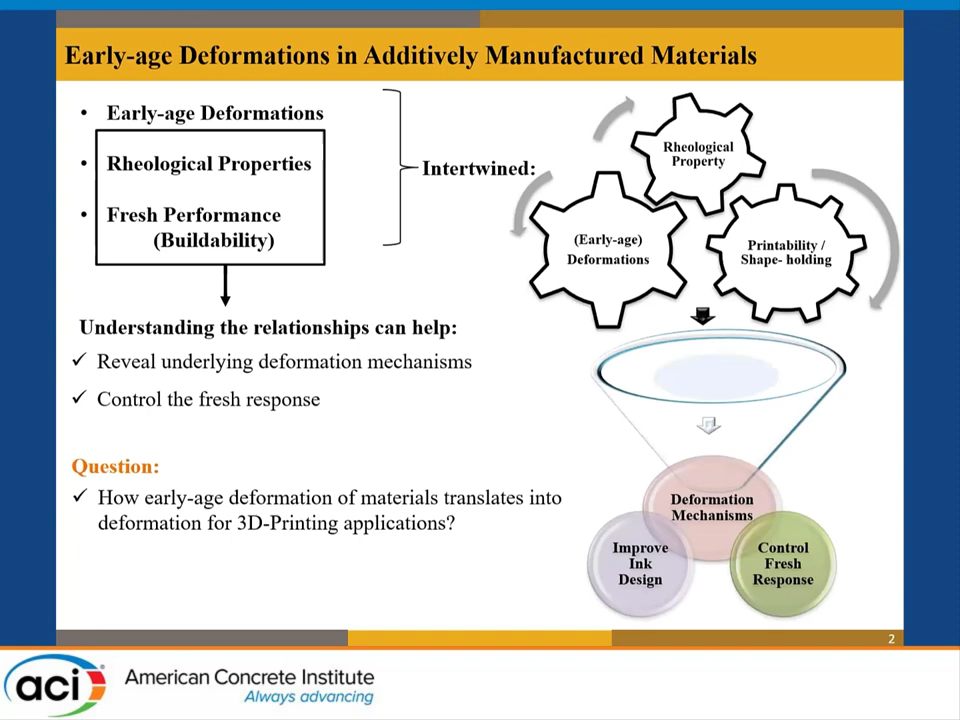 Early-age Deformations in Additively Manufactured Materials
• Early-age Deformations
• Rheological Properties
• Fresh Performance
(Buildability)
Intertwined:
Rheological
Property
(Early-age)
Deformations
Printability /
Shape- holding
Understanding the relationships can help:
✓ Reveal underlying deformation mechanisms
✓ Control the fresh response
Question:
✓ How early-age deformation of materials translates into
deformation for 3D-Printing applications?
Deformation
Mechanisms
Improve
Ink
Design
Control
Fresh
Response
2
aci
American Concrete Institute
Always advancing